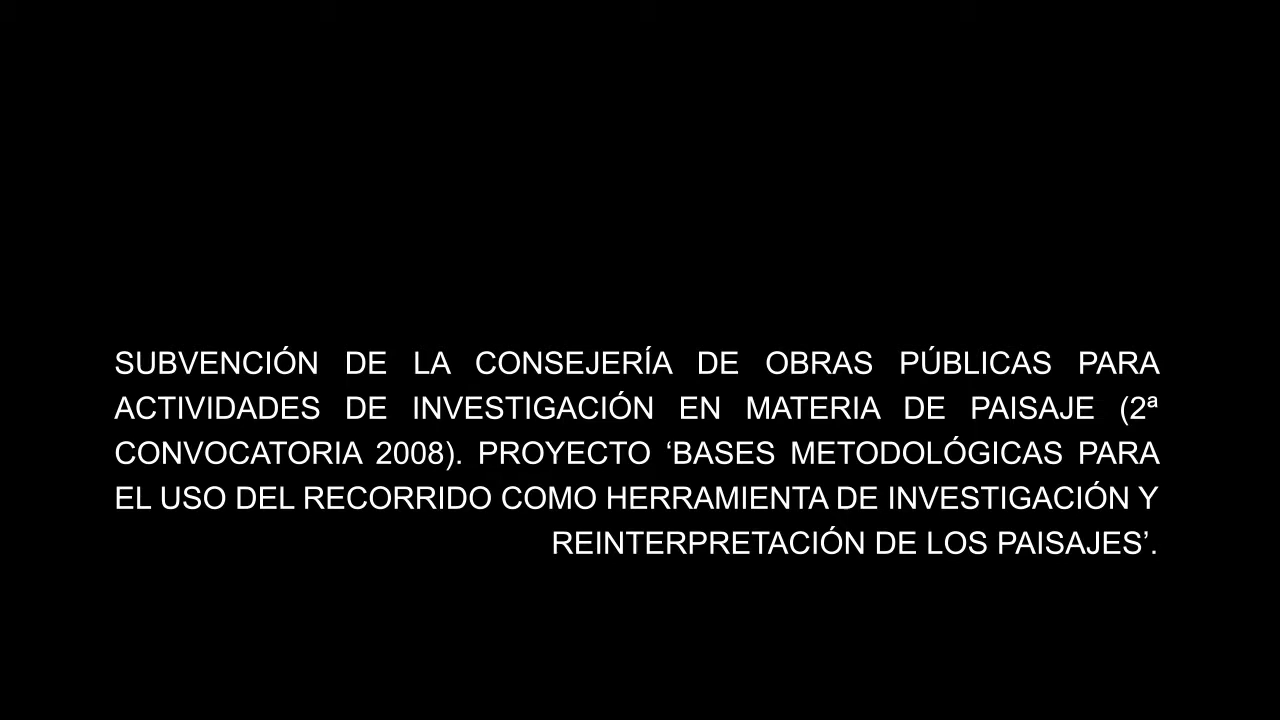 SUBVENCIÓN DE LA CONSEJERÍA DE OBRAS PÚBLICAS PARA
ACTIVIDADES DE INVESTIGACIÓN EN MATERIA DE PAISAJE (2ª
CONVOCATORIA 2008). PROYECTO ‘BASES METODOLÓGICAS PARA
EL USO DEL RECORRIDO COMO HERRAMIENTA DE INVESTIGACIÓN Y
REINTERPRETACIÓN DE LOS PAISAJES’.